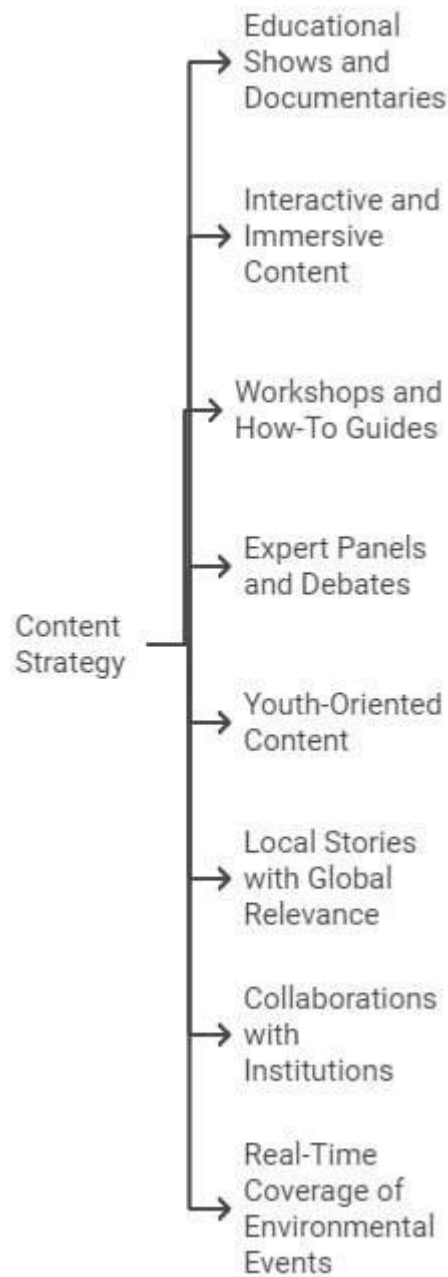 Educational
Shows and
Documentaries
Interactive and
Immersive
Content
Workshops and
How-To Guides
Expert Panels
and Debates
Content
Strategy
Youth-Oriented
Content
Local Stories
with Global
Relevance
Collaborations
with
Institutions
Real-Time
Coverage of
Environmental
Events